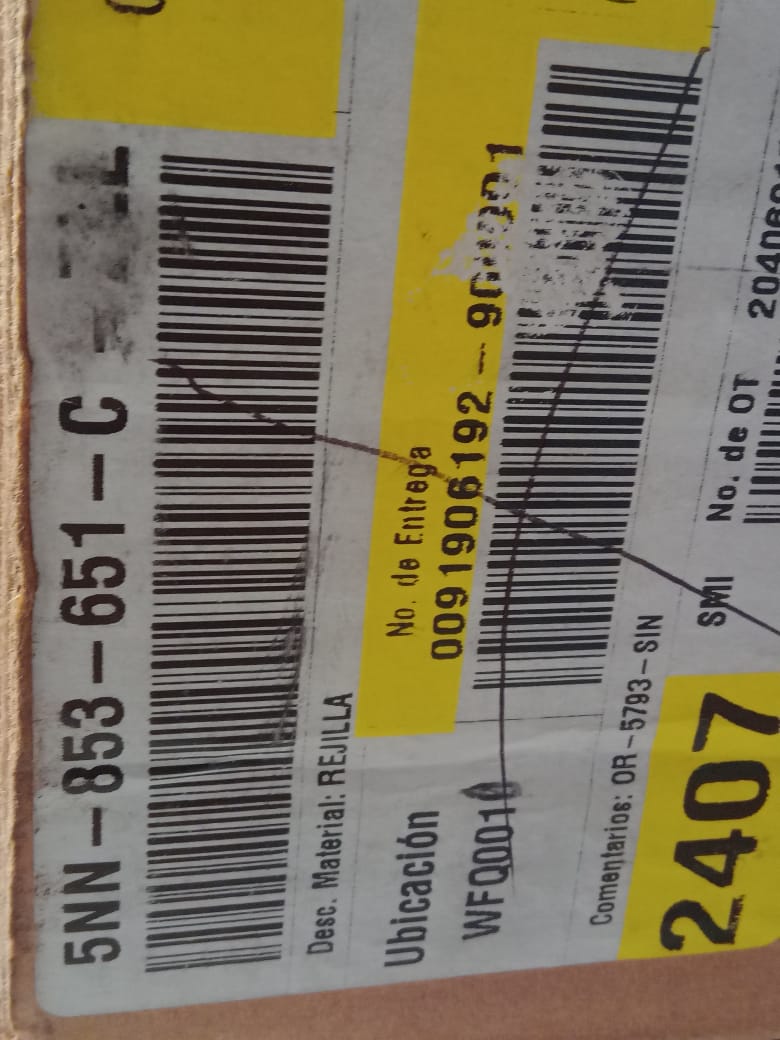 5NN-853-651-C
Desc. Material: REJILLA
No. de Entrega
0091906192
Ubicación
Comentarios: OR-5793-SIN
SMI
No. de OT
2407